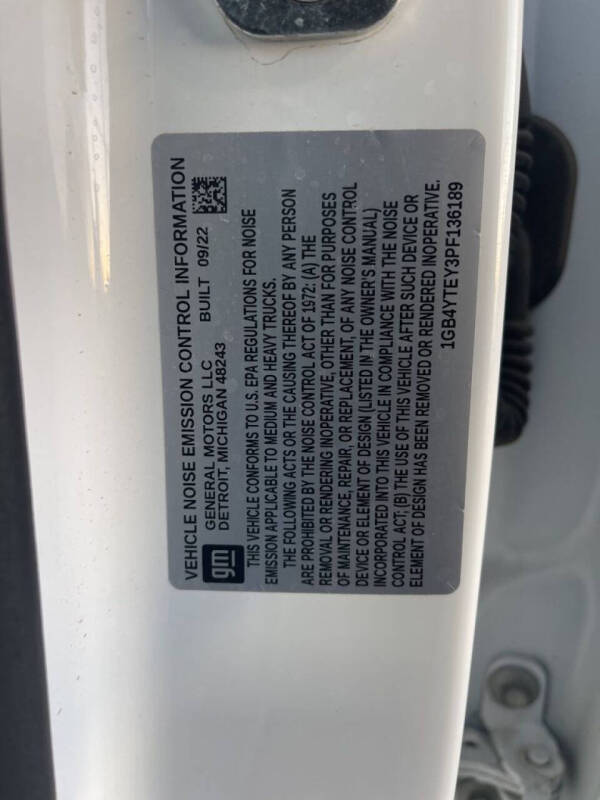 VEHICLE NOISE EMISSION CONTROL INFORMATION
gm
GENERAL MOTORS LLC
DETROIT, MICHIGAN 48243
BUILT 09/22
THIS VEHICLE CONFORMS TO U.S. EPA REGULATIONS FOR NOISE
EMISSION APPLICABLE TO MEDIUM AND HEAVY TRUCKS.
THE FOLLOWING ACTS OR THE CAUSING THEREOF BY ANY PERSON
ARE PROHIBITED BY THE NOISE CONTROL ACT OF 1972: (A) THE
REMOVAL OR RENDERING INOPERATIVE, OTHER THAN FOR PURPOSES
OF MAINTENANCE, REPAIR, OR REPLACEMENT, OF ANY NOISE CONTROL
DEVICE OR ELEMENT OF DESIGN (LISTED IN THE OWNER'S MANUAL)
INCORPORATED INTO THIS VEHICLE IN COMPLIANCE WITH THE NOISE
CONTROL ACT; (B) THE USE OF THIS VEHICLE AFTER SUCH DEVICE OR
ELEMENT OF DESIGN HAS BEEN REMOVED OR RENDERED INOPERATIVE.
1GB4YTEY3PF136189